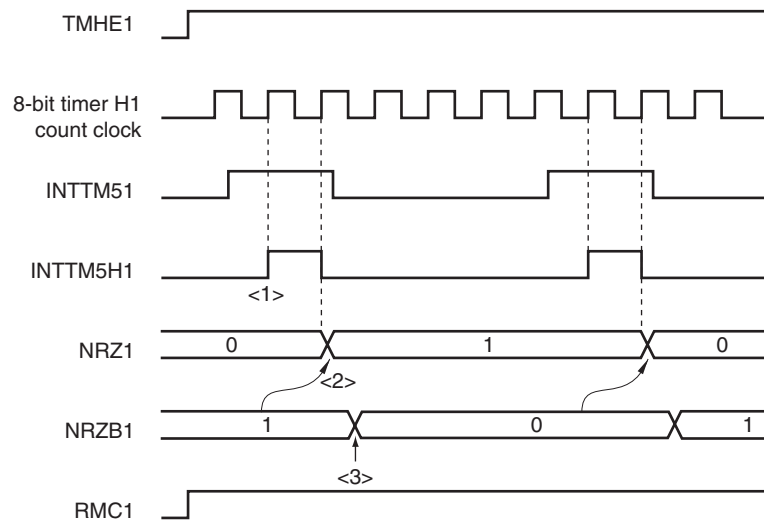 TMHE1
8-bit timer H1
count clock
INTTM51
INTTM5H1
<1>
NRZ1 0 1 0
<2>
NRZB1 1 0 1
<3>
RMC1